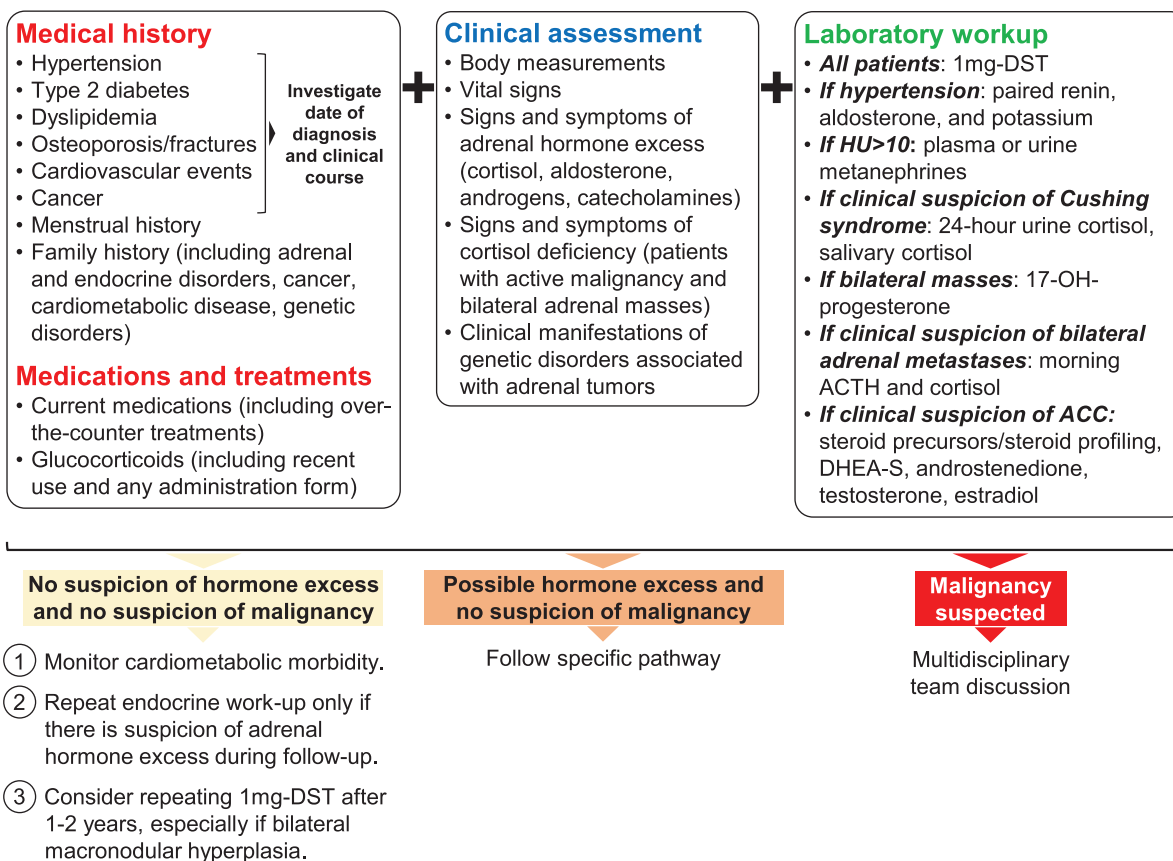 Medical history
• Hypertension
• Type 2 diabetes
• Dyslipidemia
• Osteoporosis/fractures
• Cardiovascular events
• Cancer
• Menstrual history
• Family history (including adrenal
and endocrine disorders, cancer,
cardiometabolic disease, genetic
disorders)
Investigate
date of
diagnosis
and clinical
course
Medications and treatments
• Current medications (including over-
the-counter treatments)
• Glucocorticoids (including recent
use and any administration form)
+
Clinical assessment
• Body measurements
• Vital signs
• Signs and symptoms of
adrenal hormone excess
(cortisol, aldosterone,
androgens, catecholamines)
• Signs and symptoms of
cortisol deficiency (patients
with active malignancy and
bilateral adrenal masses)
• Clinical manifestations of
genetic disorders associated
with adrenal tumors
+
Laboratory workup
• All patients: 1mg-DST
• If hypertension: paired renin,
aldosterone, and potassium
• If HU>10: plasma or urine
metanephrines
• If clinical suspicion of Cushing
syndrome: 24-hour urine cortisol,
salivary cortisol
• If bilateral masses: 17-OH-
progesterone
• If clinical suspicion of bilateral
adrenal metastases: morning
ACTH and cortisol
• If clinical suspicion of ACC:
steroid precursors/steroid profiling,
DHEA-S, androstenedione,
testosterone, estradiol
No suspicion of hormone excess
and no suspicion of malignancy
1 Monitor cardiometabolic morbidity.
2 Repeat endocrine work-up only if
there is suspicion of adrenal
hormone excess during follow-up.
3 Consider repeating 1mg-DST after
1-2 years, especially if bilateral
macronodular hyperplasia.
Possible hormone excess and
no suspicion of malignancy
Follow specific pathway
Malignancy
suspected
Multidisciplinary
team discussion